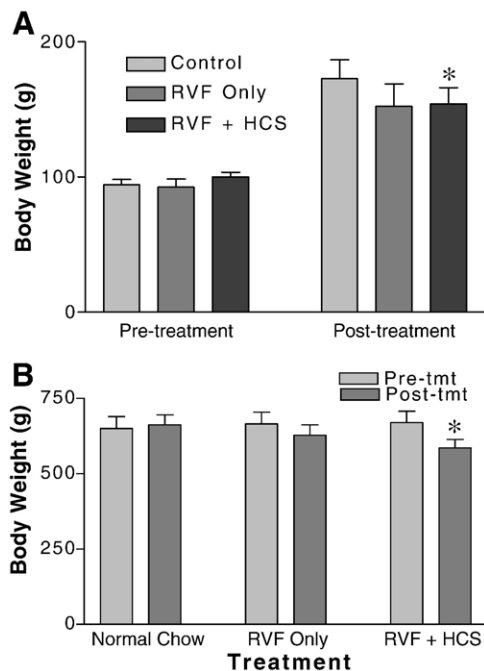 A
Body Weight (g)
200
100
0
Control
RVF Only
RVF + HCS
*
Pre-treatment Post-treatment
B
Body Weight (g)
750
500
250
0
Pre-tmt
Post-tmt
*
Normal Chow RVF Only RVF + HCS
Treatment